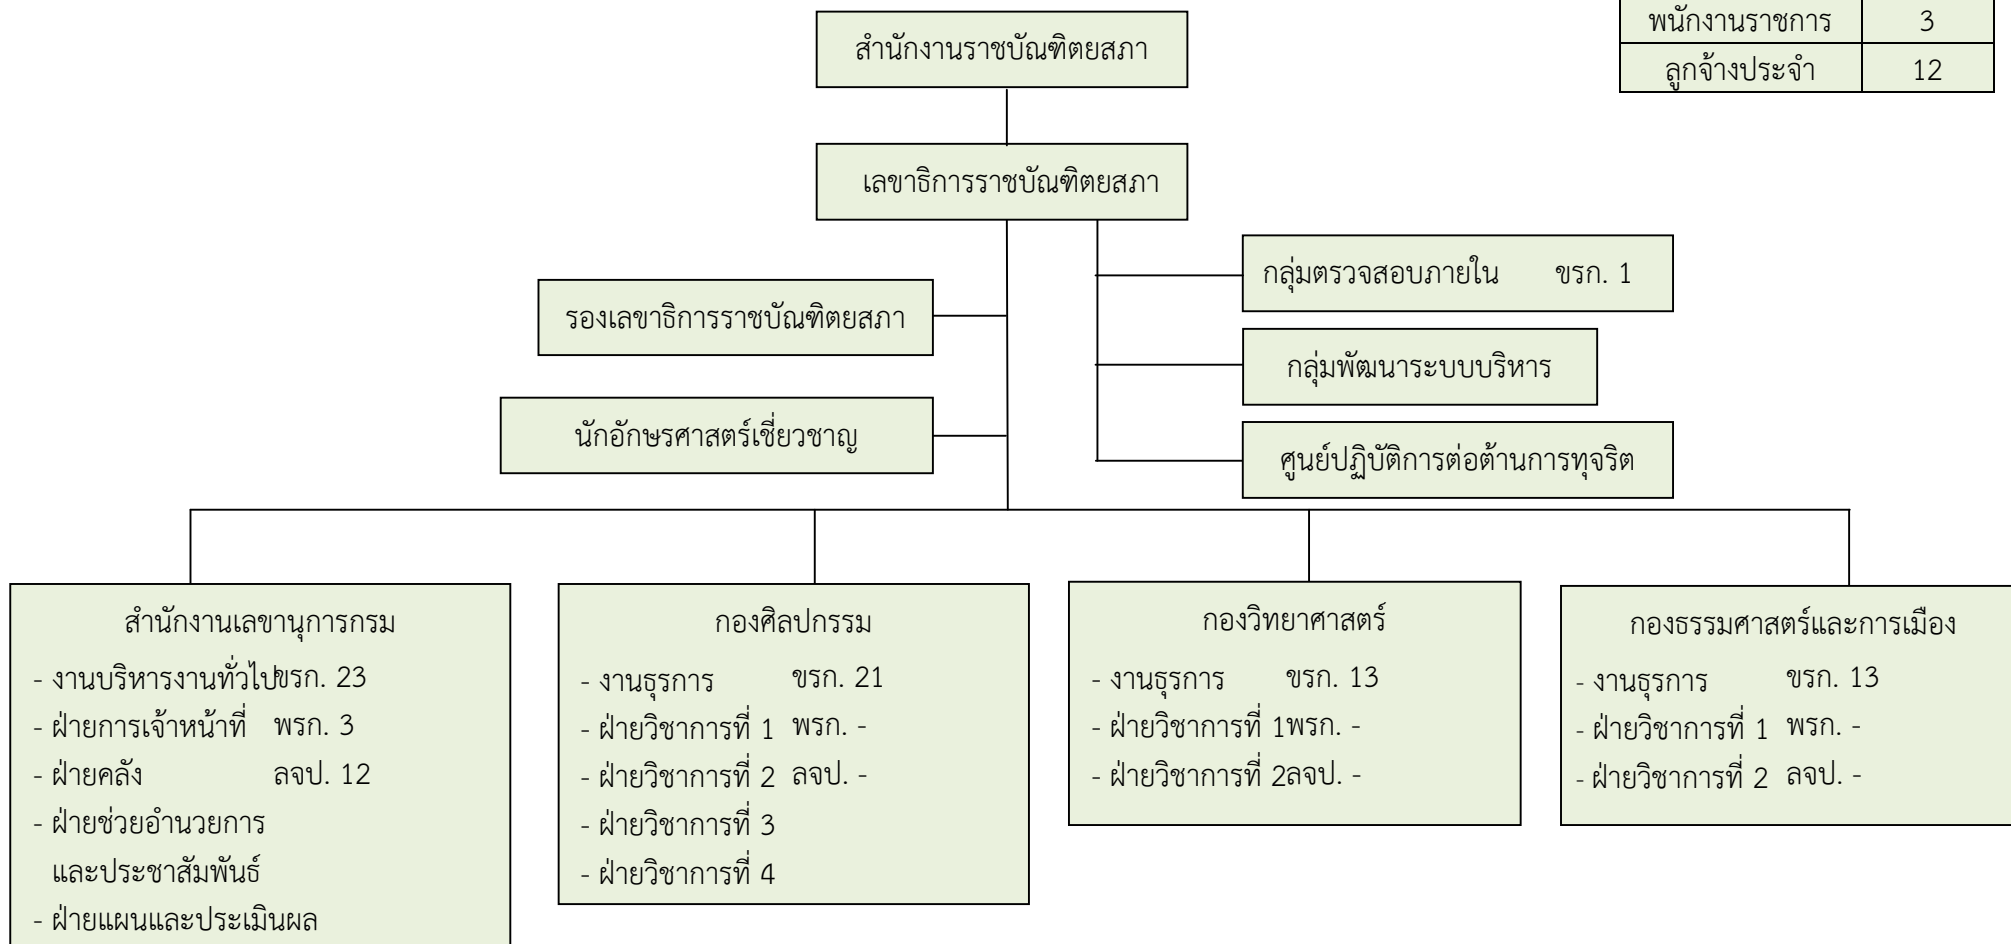 สำนักงานราชบัณฑิตยสภา
พนักงานราชการ 3
ลูกจ้างประจำ 12
เลขาธิการราชบัณฑิตยสภา
กลุ่มตรวจสอบภายใน ขรก. 1
รองเลขาธิการราชบัณฑิตยสภา
กลุ่มพัฒนาระบบบริหาร
นักอักษรศาสตร์เชี่ยวชาญ
ศูนย์ปฏิบัติการต่อต้านการทุจริต
สำนักงานเลขานุการกรม
- งานบริหารงานทั่วไป ขรก. 23
- ฝ่ายการเจ้าหน้าที่ พรก. 3
- ฝ่ายคลัง ลจป. 12
- ฝ่ายช่วยอำนวยการ
และประชาสัมพันธ์
- ฝ่ายแผนและประเมินผล
กองศิลปกรรม
- งานธุรการ ขรก. 21
- ฝ่ายวิชาการที่ 1 พรก. -
- ฝ่ายวิชาการที่ 2 ลจป. -
- ฝ่ายวิชาการที่ 3
- ฝ่ายวิชาการที่ 4
กองวิทยาศาสตร์
- งานธุรการ ขรก. 13
- ฝ่ายวิชาการที่ 1 พรก. -
- ฝ่ายวิชาการที่ 2 ลจป. -
กองธรรมศาสตร์และการเมือง
- งานธุรการ ขรก. 13
- ฝ่ายวิชาการที่ 1 พรก. -
- ฝ่ายวิชาการที่ 2 ลจป. -